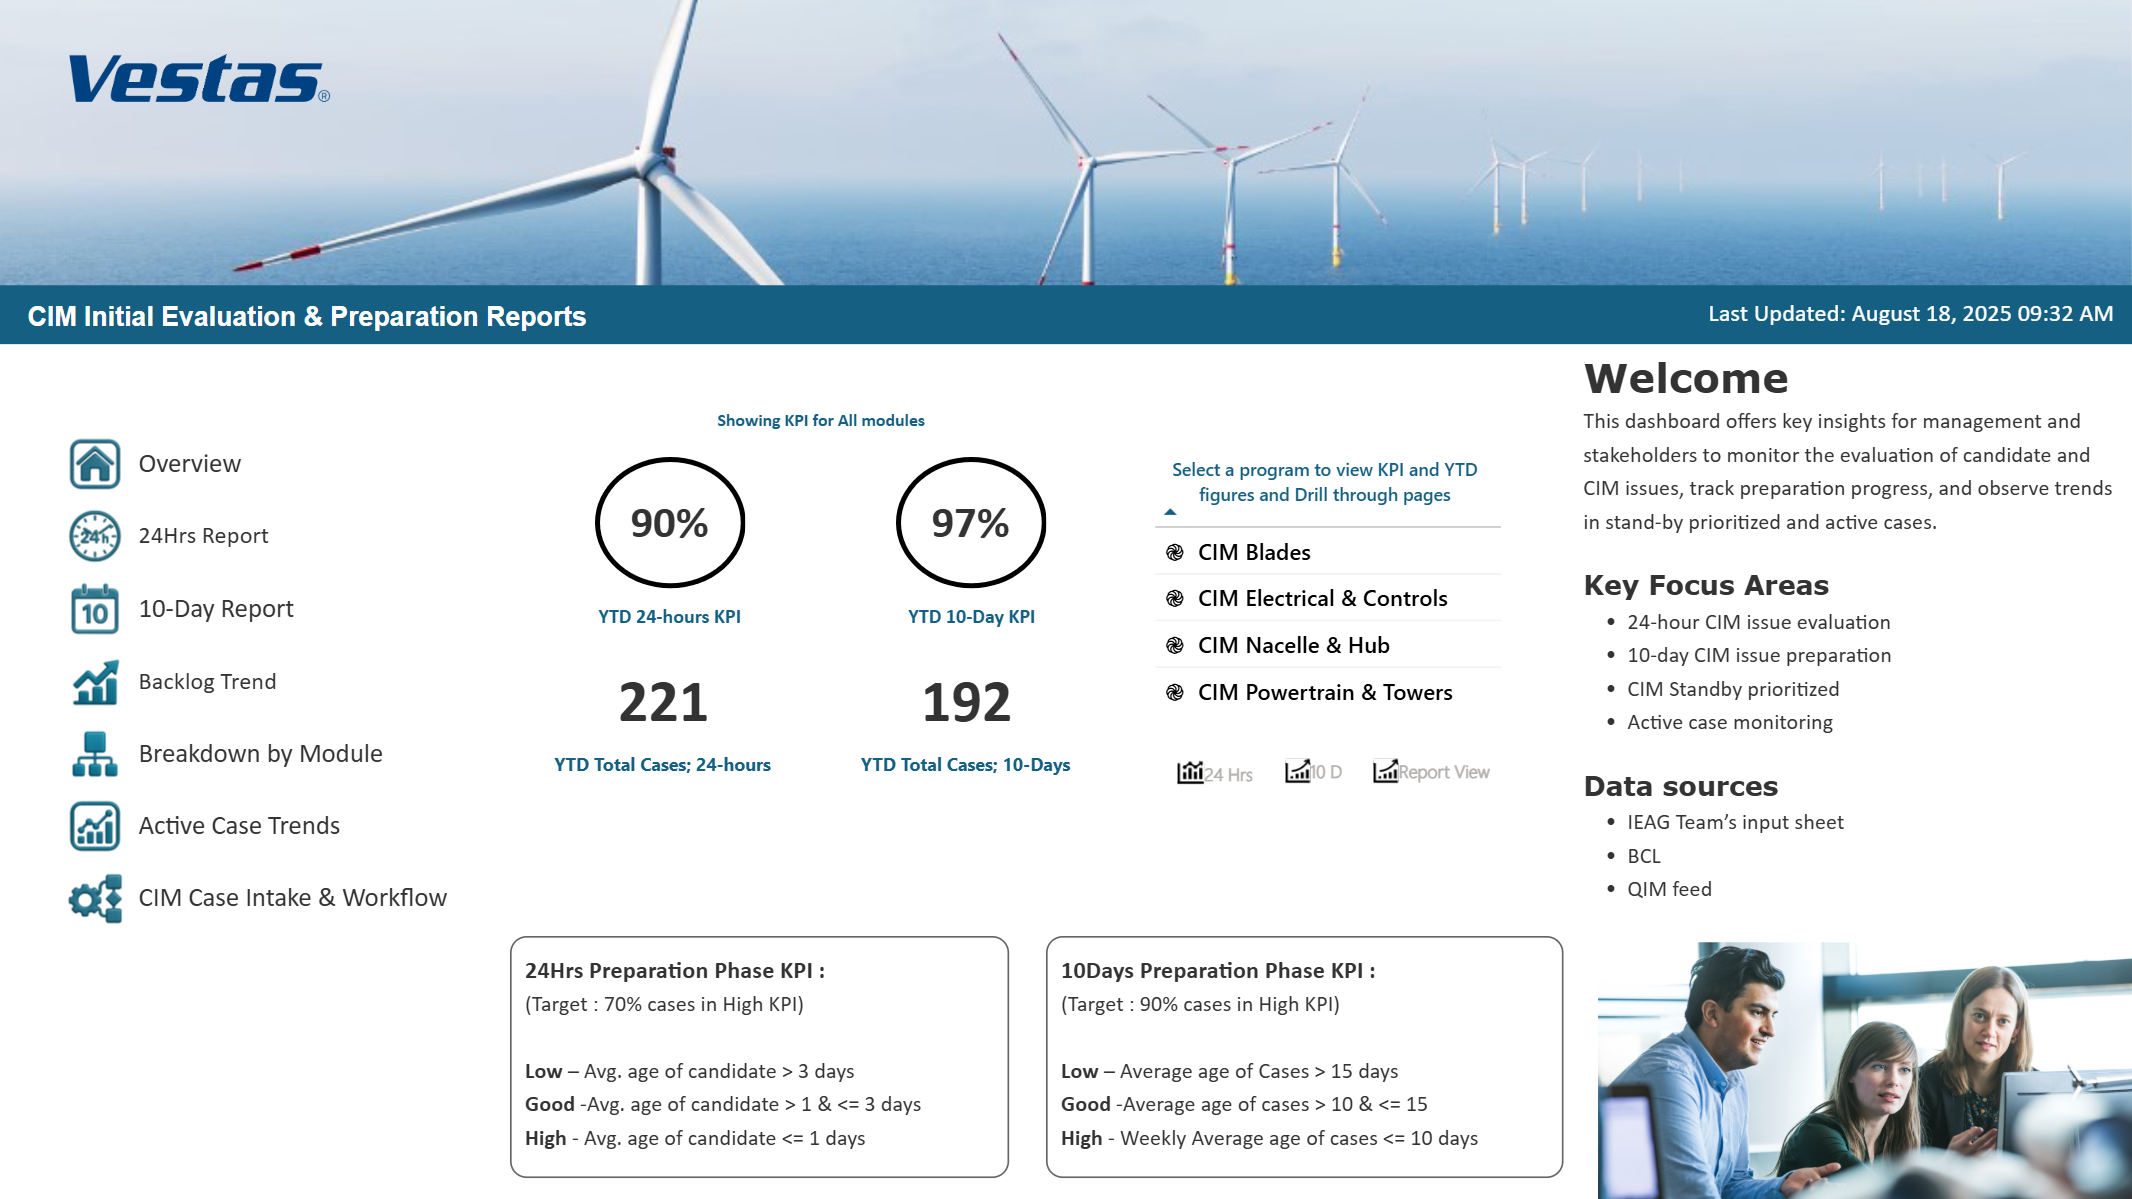 Vestas®
CIM Initial Evaluation & Preparation Reports
Last Updated: August 18, 2025 09:32 AM
Overview
24h
24Hrs Report
10
10-Day Report
Backlog Trend
Breakdown by Module
Active Case Trends
CIM Case Intake & Workflow
Showing KPI for All modules
90%
YTD 24-hours KPI
97%
YTD 10-Day KPI
221
YTD Total Cases; 24-hours
192
YTD Total Cases; 10-Days
Select a program to view KPI and YTD
figures and Drill through pages
CIM Blades
CIM Electrical & Controls
CIM Nacelle & Hub
CIM Powertrain & Towers
24 Hrs
10 D
Report View
24Hrs Preparation Phase KPI :
(Target : 70% cases in High KPI)
Low – Avg. age of candidate > 3 days
Good -Avg. age of candidate > 1 & <= 3 days
High - Avg. age of candidate <= 1 days
10Days Preparation Phase KPI :
(Target : 90% cases in High KPI)
Low – Average age of Cases > 15 days
Good -Average age of cases > 10 & <= 15
High - Weekly Average age of cases <= 10 days
Welcome
This dashboard offers key insights for management and
stakeholders to monitor the evaluation of candidate and
CIM issues, track preparation progress, and observe trends
in stand-by prioritized and active cases.
Key Focus Areas
• 24-hour CIM issue evaluation
• 10-day CIM issue preparation
• CIM Standby prioritized
• Active case monitoring
Data sources
• IEAG Team’s input sheet
• BCL
• QIM feed